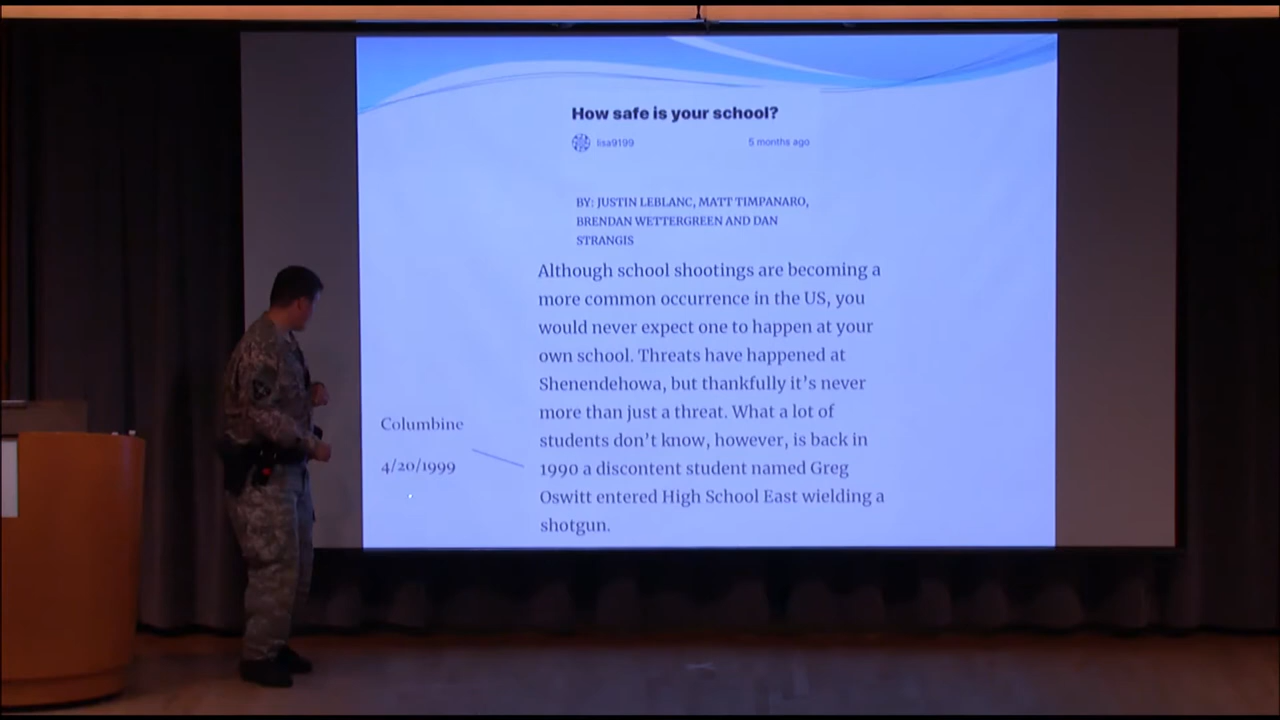 How safe is your school?
lisa9199 5 months ago
BY: JUSTIN LEBLANC, MATT TIMPANARO,
BRENDAN WETTERGREEN AND DAN
STRANGIS
Although school shootings are becoming a
more common occurrence in the US, you
would never expect one to happen at your
own school. Threats have happened at
Shenendehowa, but thankfully it's never
more than just a threat. What a lot of
students don't know, however, is back in
1990 a discontent student named Greg
Oswitt entered High School East wielding a
shotgun.
Columbine
4/20/1999